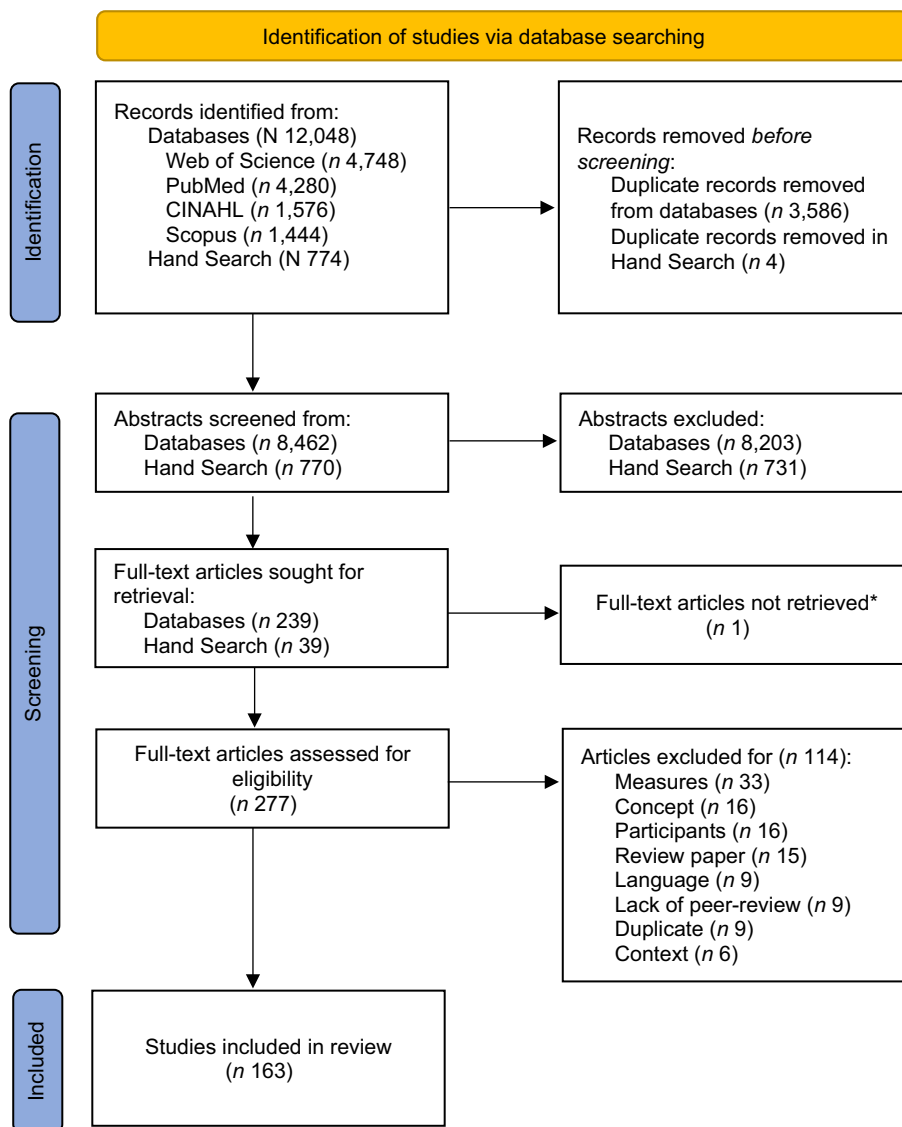 Identification of studies via database searching
Identification
Records identified from:
Databases (N 12,048)
Web of Science (n 4,748)
PubMed (n 4,280)
CINAHL (n 1,576)
Scopus (n 1,444)
Hand Search (N 774)
Records removed before
screening:
Duplicate records removed
from databases (n 3,586)
Duplicate records removed in
Hand Search (n 4)
Screening
Abstracts screened from:
Databases (n 8,462)
Hand Search (n 770)
Abstracts excluded:
Databases (n 8,203)
Hand Search (n 731)
Full-text articles sought for
retrieval:
Databases (n 239)
Hand Search (n 39)
Full-text articles not retrieved*
(n 1)
Full-text articles assessed for
eligibility
(n 277)
Articles excluded for (n 114):
Measures (n 33)
Concept (n 16)
Participants (n 16)
Review paper (n 15)
Language (n 9)
Lack of peer-review (n 9)
Duplicate (n 9)
Context (n 6)
Included
Studies included in review
(n 163)